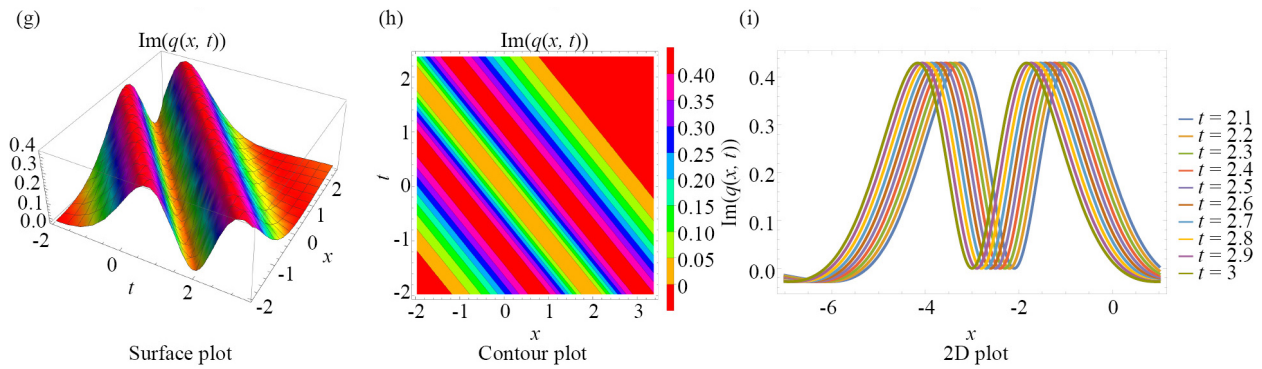 (g)
Im(q(x, t))
0.4
0.3
0.2
0.1
0.0
-2
0
2
t
-2
-1
0
1
2
x
Surface plot
(h)
Im(q(x, t))
2
1
0
-1
-2
t
-2
-1
0
1
2
3
x
0.40
0.35
0.30
0.25
0.20
0.15
0.10
0.05
0
Contour plot
(i)
Im(q(x, t))
0.4
0.3
0.2
0.1
0.0
-6
-4
-2
0
x
t = 2.1
t = 2.2
t = 2.3
t = 2.4
t = 2.5
t = 2.6
t = 2.7
t = 2.8
t = 2.9
t = 3
2D plot